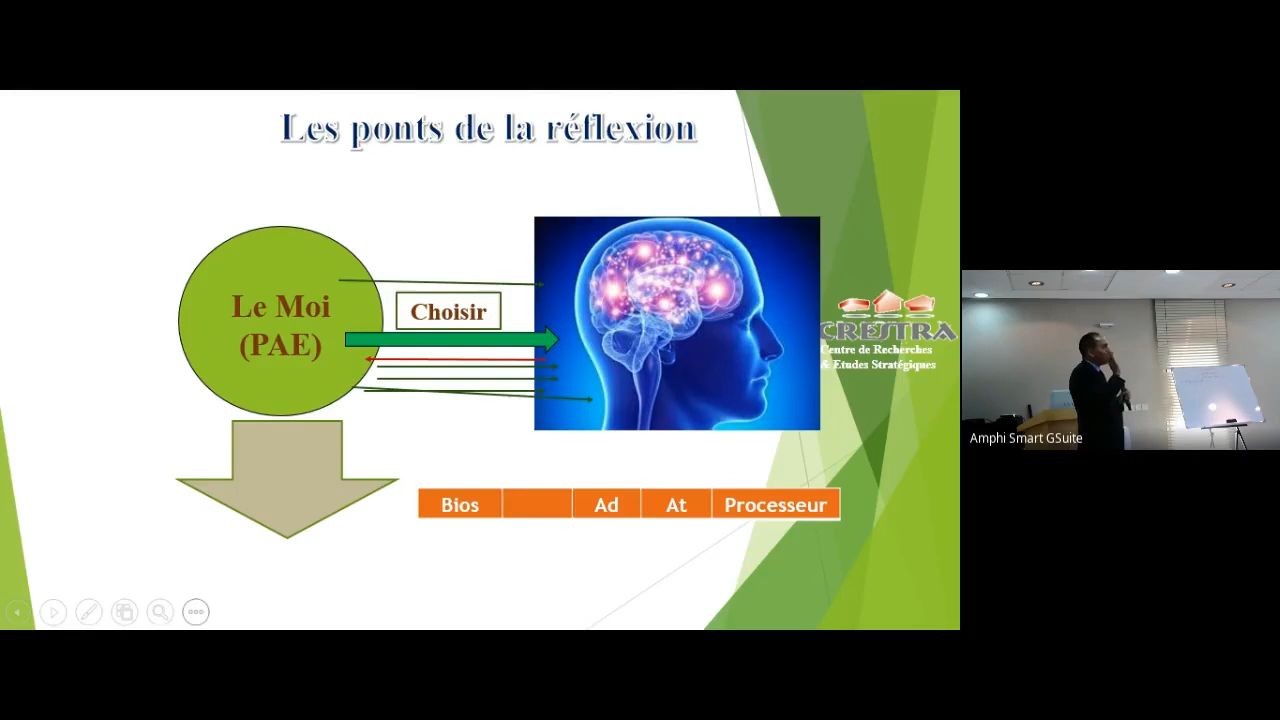 Les ponts de la réflexion
Le Moi
(PAE)
Choisir
CRESTRA
Centre de Recherches
& Etudes Stratégiques
Bios Ad At Processeur
Amphi Smart GSuite